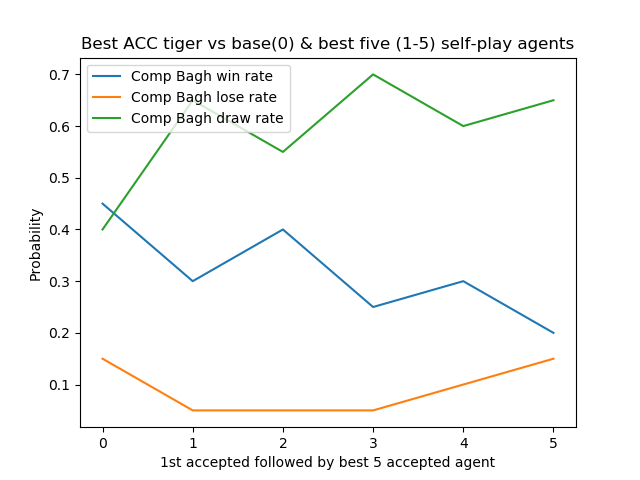 Best ACC tiger vs base(0) & best five (1-5) self-play agents
Comp Bagh win rate
Comp Bagh lose rate
Comp Bagh draw rate
Probability
0.7
0.6
0.5
0.4
0.3
0.2
0.1
0 1 2 3 4 5
1st accepted followed by best 5 accepted agent